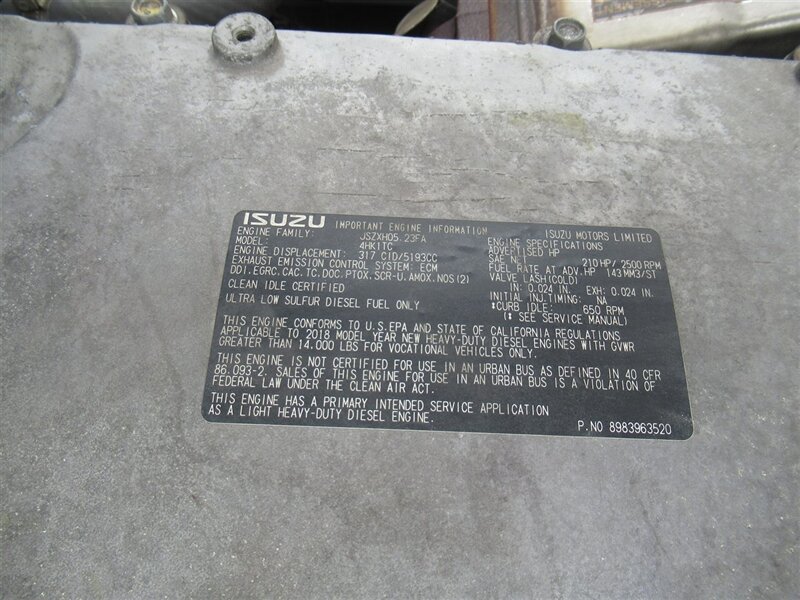 ISUZU IMPORTANT ENGINE INFORMATION ISUZU MOTORS LIMITED
ENGINE FAMILY: JSZXH05.23FA
MODEL: 4HK1TC
ENGINE DISPLACEMENT: 317 CID/5193CC
EXHAUST EMISSION CONTROL SYSTEM: ECM
DDI,EGRC,CAC,TC,DOC,PTOX,SCR-U,AMOX,NOS(2)
CLEAN IDLE CERTIFIED
ULTRA LOW SULFUR DIESEL FUEL ONLY
ENGINE SPECIFICATIONS
ADVERTISED HP
SAE NET 210HP/ 2500 RPM
FUEL RATE AT ADV.HP 143 MM3/ST
VALVE LASH(COLD)
IN: 0.024 IN. EXH: 0.024 IN.
INITIAL INJ.TIMING: NA
*CURB IDLE: 650 RPM
(* SEE SERVICE MANUAL)
THIS ENGINE CONFORMS TO U.S.EPA AND STATE OF CALIFORNIA REGULATIONS
APPLICABLE TO 2018 MODEL YEAR NEW HEAVY-DUTY DIESEL ENGINES WITH GVWR
GREATER THAN 14,000 LBS FOR VOCATIONAL VEHICLES ONLY.
THIS ENGINE IS NOT CERTIFIED FOR USE IN AN URBAN BUS AS DEFINED IN 40 CFR
86.093-2. SALES OF THIS ENGINE FOR USE IN AN URBAN BUS IS A VIOLATION OF
FEDERAL LAW UNDER THE CLEAN AIR ACT.
THIS ENGINE HAS A PRIMARY INTENDED SERVICE APPLICATION
AS A LIGHT HEAVY-DUTY DIESEL ENGINE.
P.NO 8983963520